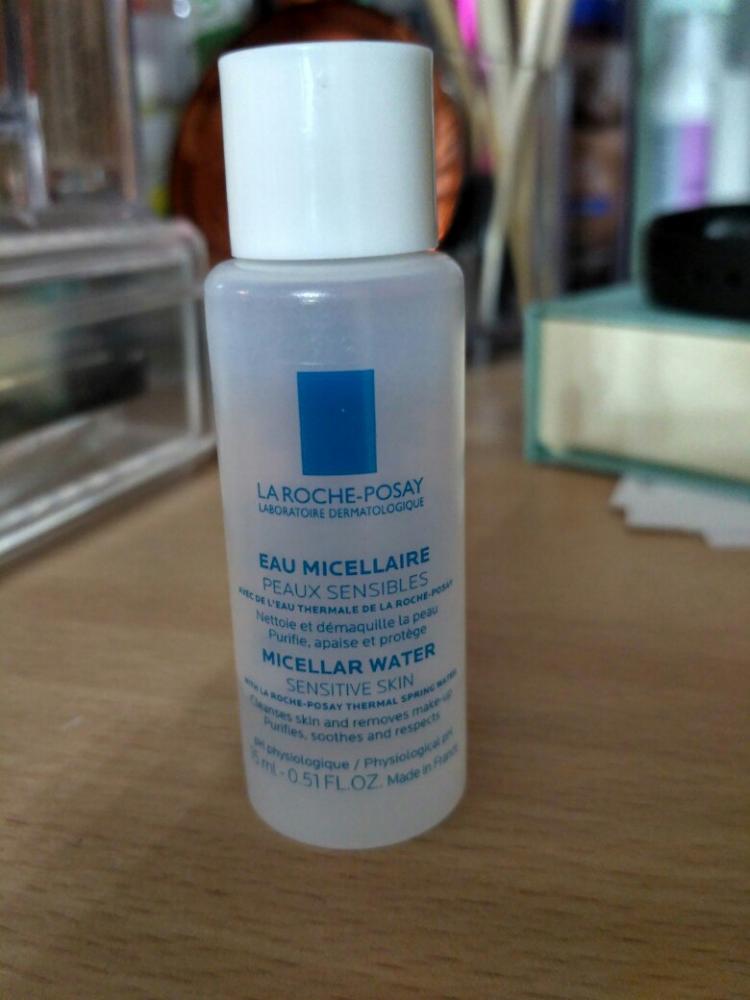 LA ROCHE-POSAY
LABORATOIRE DERMATOLOGIQUE
EAU MICELLAIRE
PEAUX SENSIBLES
AVEC DE L'EAU THERMALE DE LA ROCHE-POSAY
Nettoie et démaquille la peau
Purifie, apaise et protège
MICELLAR WATER
SENSITIVE SKIN
WITH LA ROCHE-POSAY THERMAL SPRING WATER
Cleanses skin and removes make-up
Purifies, soothes and respects
pH physiologique / Physiological pH
15 ml - 0.51 FL.OZ. Made in France